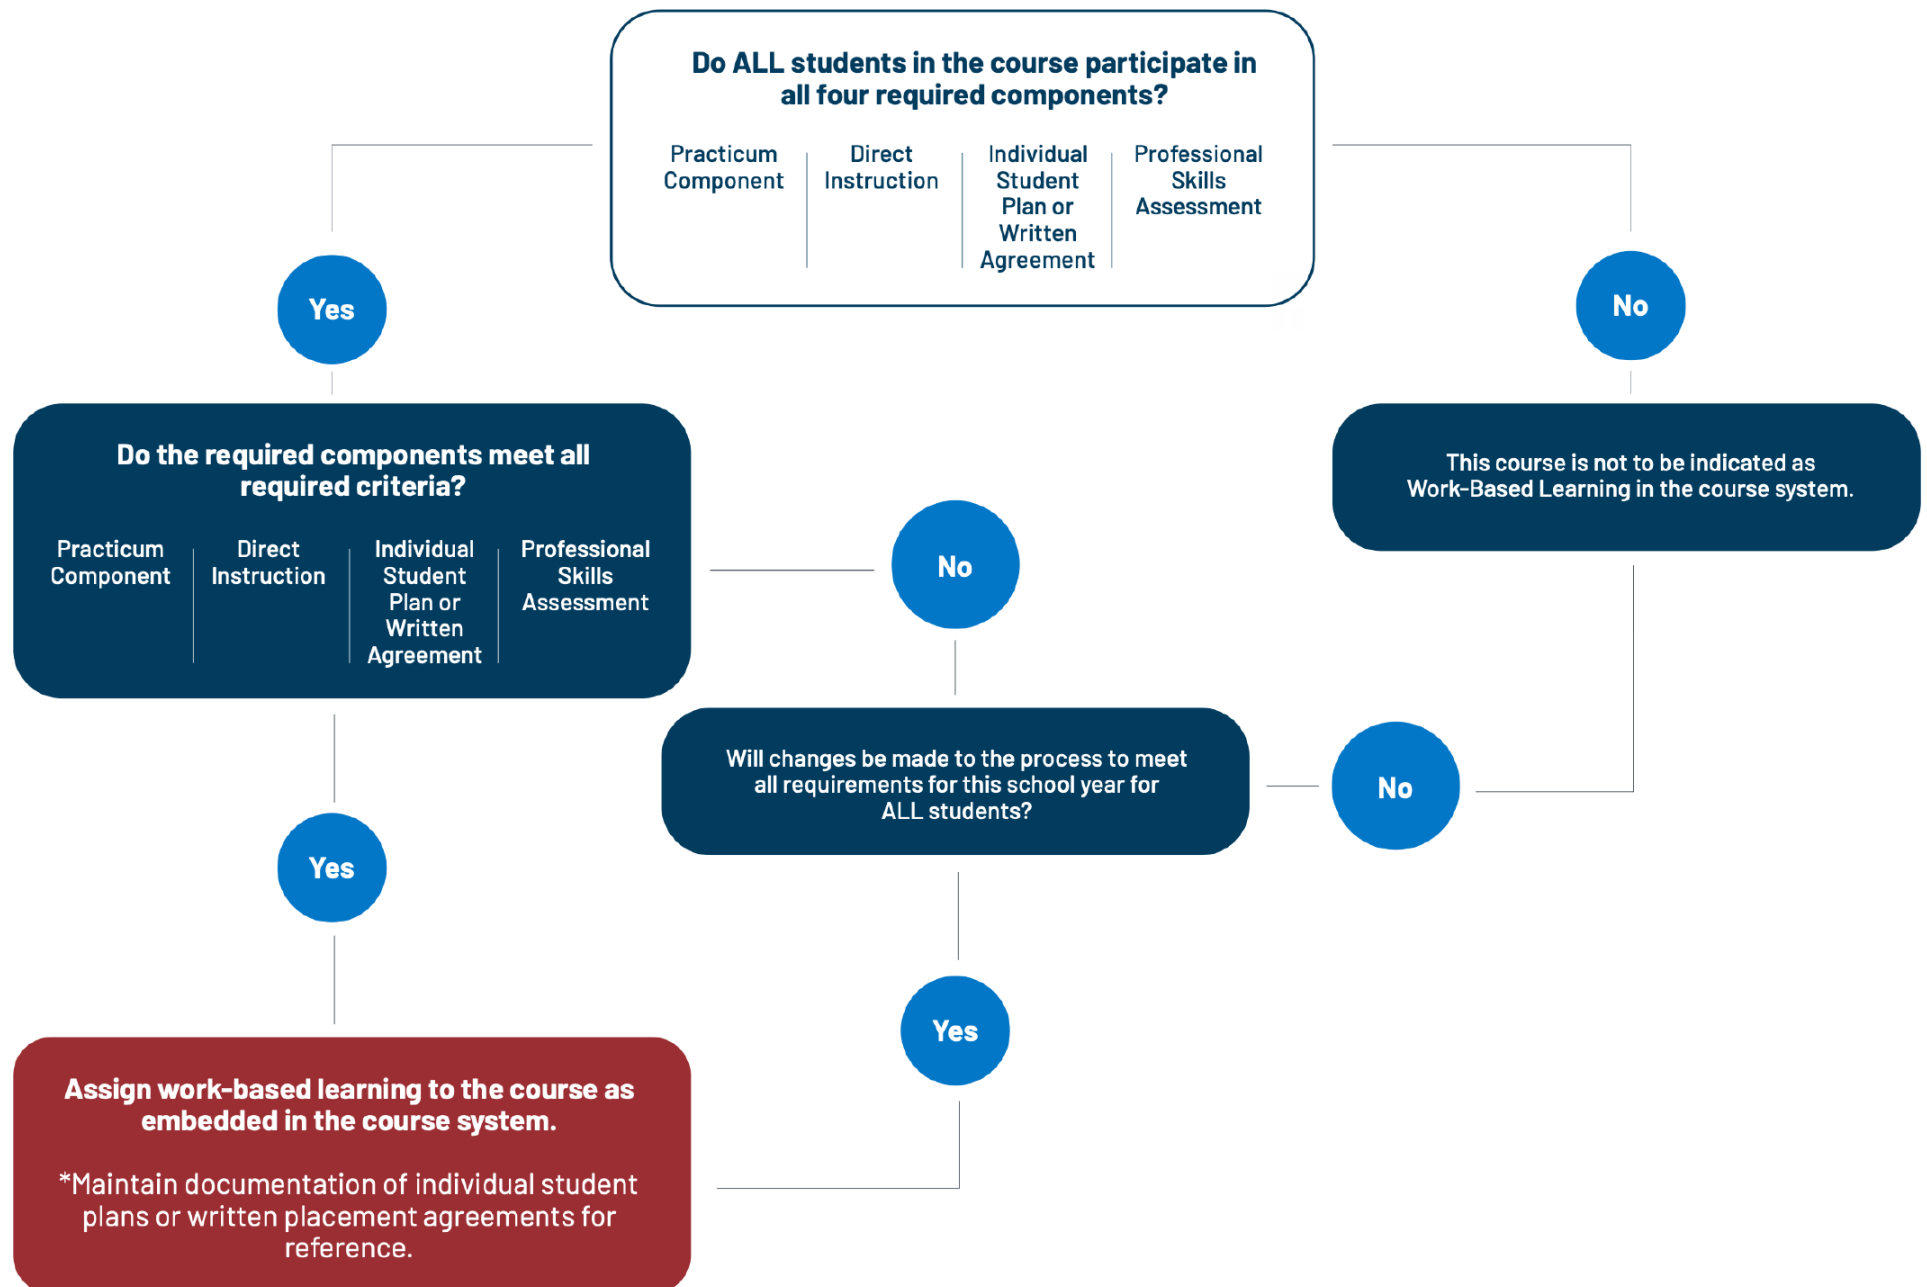 Do ALL students in the course participate in
all four required components?
Practicum
Component
Direct
Instruction
Individual
Student
Plan or
Written
Agreement
Professional
Skills
Assessment
Yes
No
Do the required components meet all
required criteria?
Practicum
Component
Direct
Instruction
Individual
Student
Plan or
Written
Agreement
Professional
Skills
Assessment
This course is not to be indicated as
Work-Based Learning in the course system.
No
Will changes be made to the process to meet
all requirements for this school year for
ALL students?
No
Yes
Yes
Assign work-based learning to the course as
embedded in the course system.
*Maintain documentation of individual student
plans or written placement agreements for
reference.